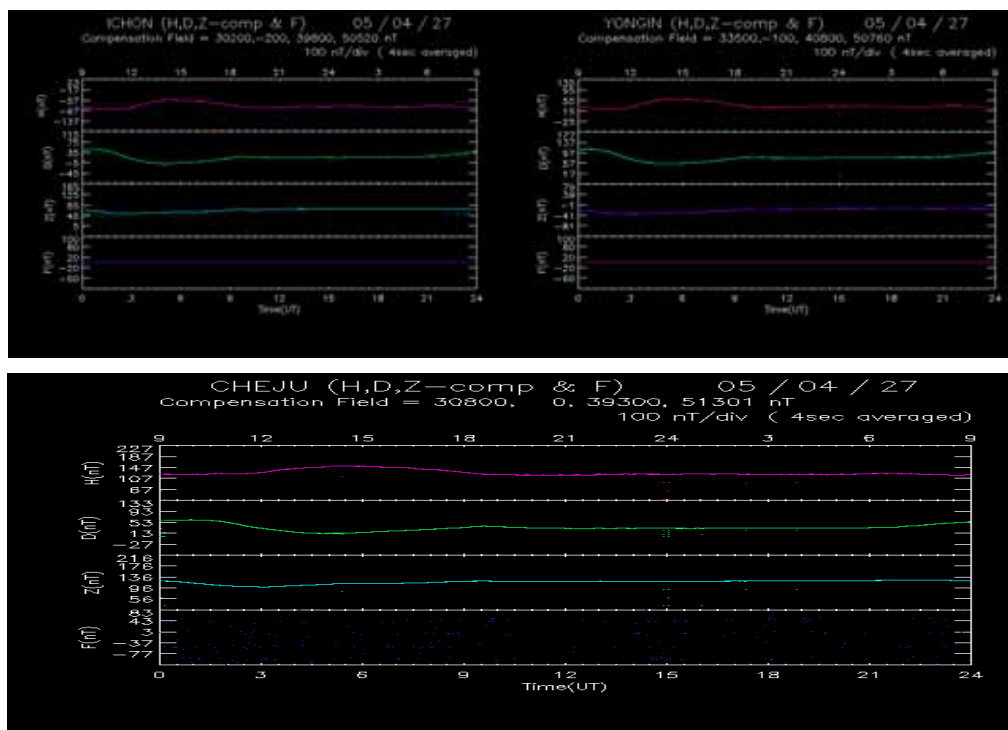 ICHON (H,D,Z-comp & F) 05 / 04 / 27
Compensation Field = 30200,-200, 39800, 50520 nT
100 nT/div ( 4sec averaged)
9 12 15 18 21 24 3 6 9
H(nT)
D(nT)
Z(nT)
F(nT)
0 3 6 9 12 15 18 21 24
Time(UT)
YONGIN (H,D,Z-comp & F) 05 / 04 / 27
Compensation Field = 33500,-100, 40800, 50760 nT
100 nT/div ( 4sec averaged)
9 12 15 18 21 24 3 6 9
H(nT)
D(nT)
Z(nT)
F(nT)
0 3 6 9 12 15 18 21 24
Time(UT)
CHEJU (H,D,Z-comp & F) 05 / 04 / 27
Compensation Field = 30800, 0, 39300, 51301 nT
100 nT/div ( 4sec averaged)
9 12 15 18 21 24 3 6 9
227
187
147
107
67
H(nT)
133
93
53
13
-27
D(nT)
216
176
136
96
56
Z(nT)
83
43
3
-37
-77
F(nT)
0 3 6 9 12 15 18 21 24
Time(UT)